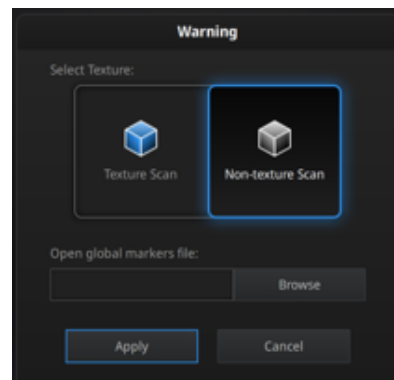 Warning
Select Texture:
Texture Scan
Non-texture Scan
Open global markers file:
Browse
Apply
Cancel